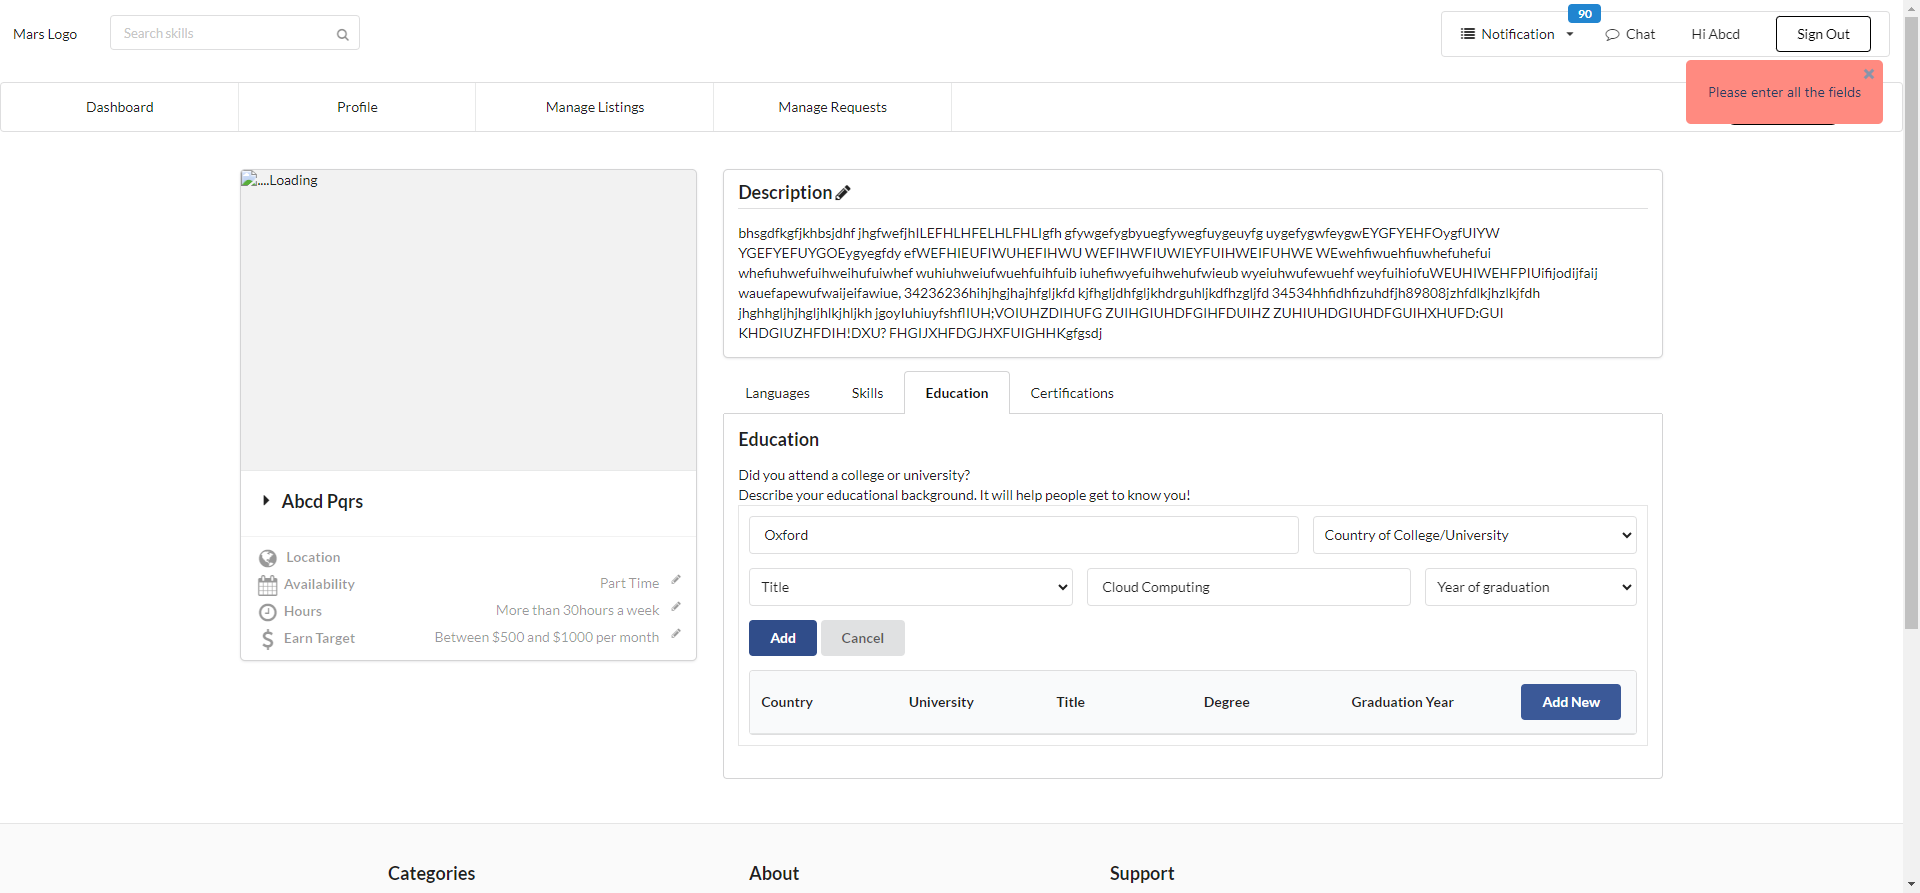 Mars Logo
Search skills
90
Notification
Chat
Hi Abcd
Sign Out
Please enter all the fields
Dashboard
Profile
Manage Listings
Manage Requests
....Loading
Abcd Pqrs
Location
Availability
Part Time
Hours
More than 30hours a week
Earn Target
Between $500 and $1000 per month
Description
bhsgdfkgfjkhbsjdhf jhgfwefjhILEFHLHFELHLFHLIgfh gfywgefygbyuegfywegfuygeuyfg uygefygwfeygwEYGFYEHFOygfUIYW
YGEFYEFUYGOEygyegfdy efWEFHIEUFIWUHEFIHWU WEFIHWFIUWIEYFUIHWEIFUHWE WEwehfiwuehfiuwhefuhefui
whefiuhwefuihweihufuiwhef wuhiuhweiufwuehfuihfuib iuhefiwyefuihwehufwieub wyeiuhwufewuehf weyfuihiofuWEUHIWEHFPIUifijodijfaij
wauefapewufwaijeifawiue, 34236236hihjhgjhajhfgljkfd kjfhgljdhfgljkhdrguhljkdfhzgljfd 34534hhfidhfizuhdfjh89808jzhfdlkjhzlkjfdh
jhghhgljhjhgljhlkjhljkh jgoyIuhiuyfshflIUH;VOIUHZDIHUFG ZUIHGIUHDFGIHFDUIHZ ZUHIUHDGIUHDFGUIHXHUFD:GUI
KHDGIUZHFDIH!DXU? FHGIJXHFDGJHXFUIGHHKgfgsdj
Languages
Skills
Education
Certifications
Education
Did you attend a college or university?
Describe your educational background. It will help people get to know you!
Oxford
Country of College/University
Title
Cloud Computing
Year of graduation
Add
Cancel
Country
University
Title
Degree
Graduation Year
Add New
Categories
About
Support